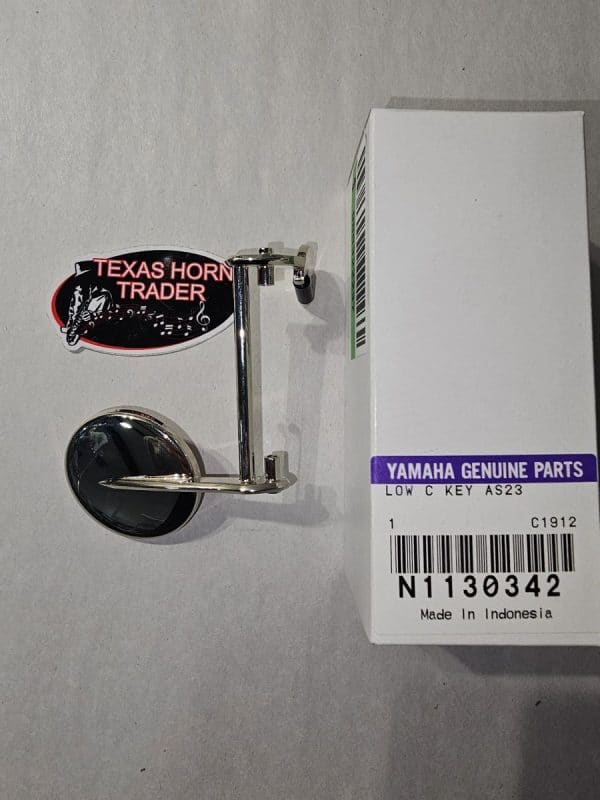 TEXAS HORN
TRADER
YAMAHA GENUINE PARTS
LOW C KEY AS23
1 C1912
N1130342
Made In Indonesia